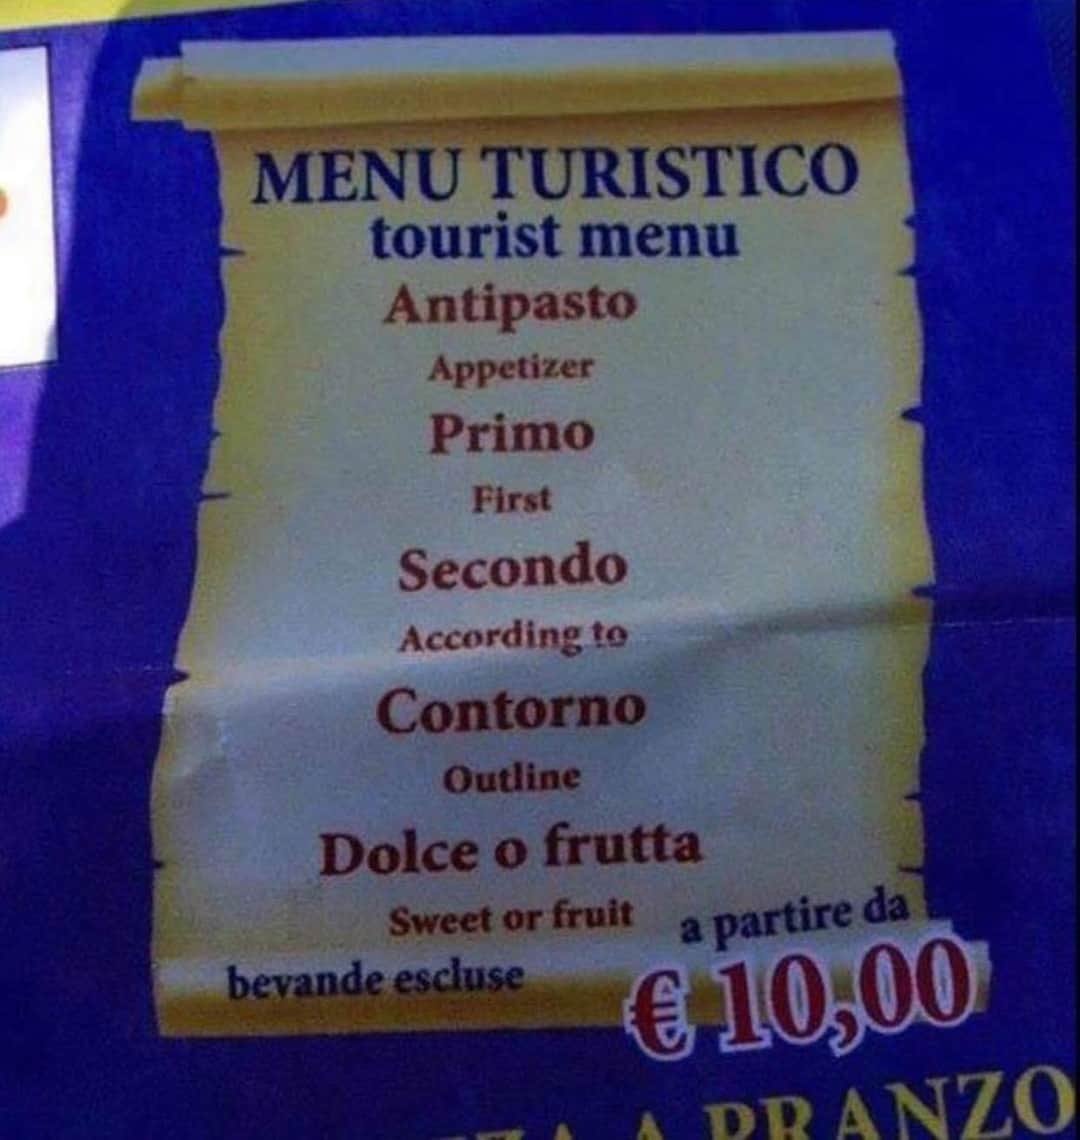 MENU TURISTICO
tourist menu
Antipasto
Appetizer
Primo
First
Secondo
According to
Contorno
Outline
Dolce o frutta
Sweet or fruit
a partire da
bevande escluse
€ 10,00
A PRANZO